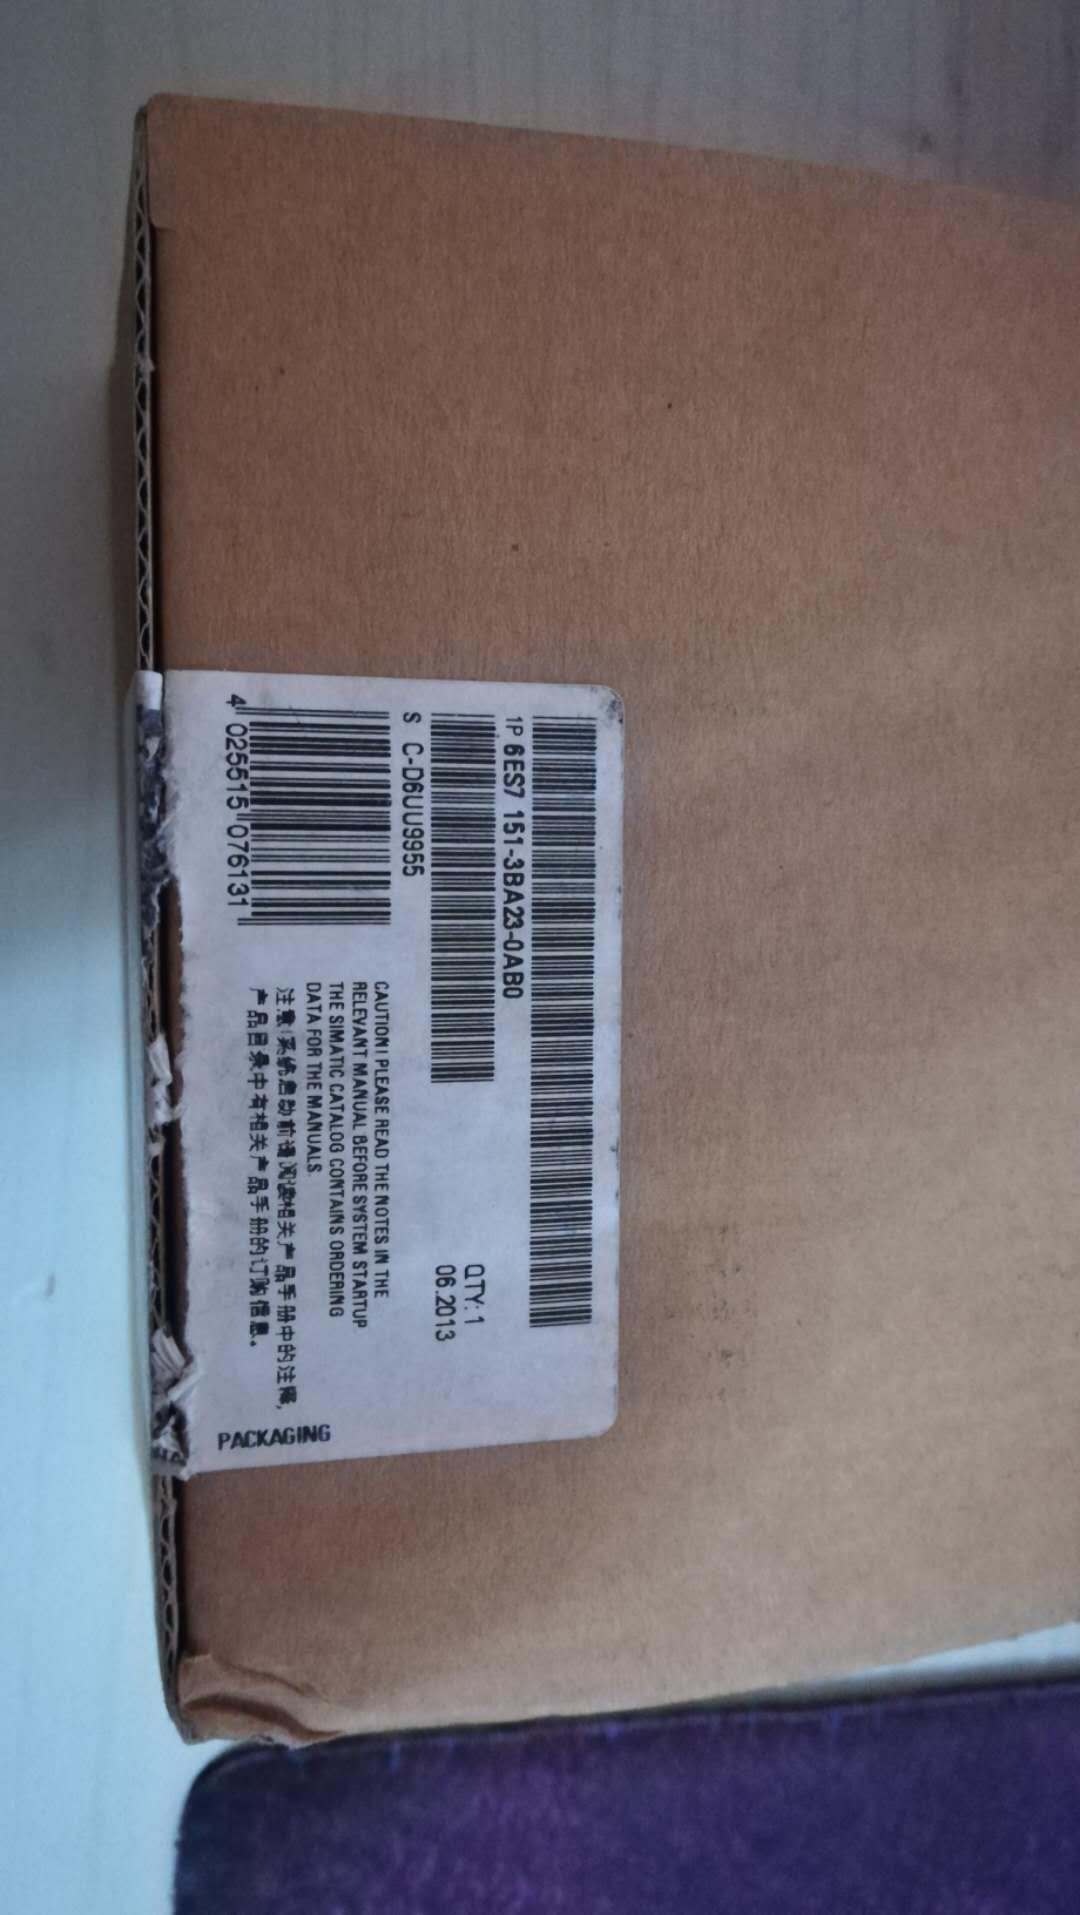 1P 6ES7 151-3BA23-0AB0
S C-D6UU9955
QTY:1
06.2013
4 025515 076131
CAUTION! PLEASE READ THE NOTES IN THE
RELEVANT MANUAL BEFORE SYSTEM STARTUP
THE SIMATIC CATALOG CONTAINS ORDERING
DATA FOR THE MANUALS.
注意!系统启动前请阅读相关产品手册中的注释,
产品目录中有相关产品手册的订购信息。
PACKAGING